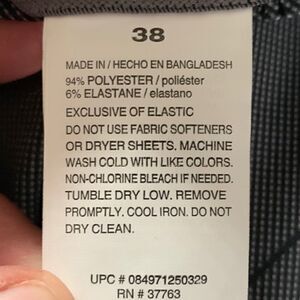 38
MADE IN / HECHO EN BANGLADESH
94% POLYESTER / poliéster
6% ELASTANE / elastano
EXCLUSIVE OF ELASTIC
DO NOT USE FABRIC SOFTENERS
OR DRYER SHEETS. MACHINE
WASH COLD WITH LIKE COLORS.
NON-CHLORINE BLEACH IF NEEDED.
TUMBLE DRY LOW. REMOVE
PROMPTLY. COOL IRON. DO NOT
DRY CLEAN.
UPC # 084971250329
RN # 37763